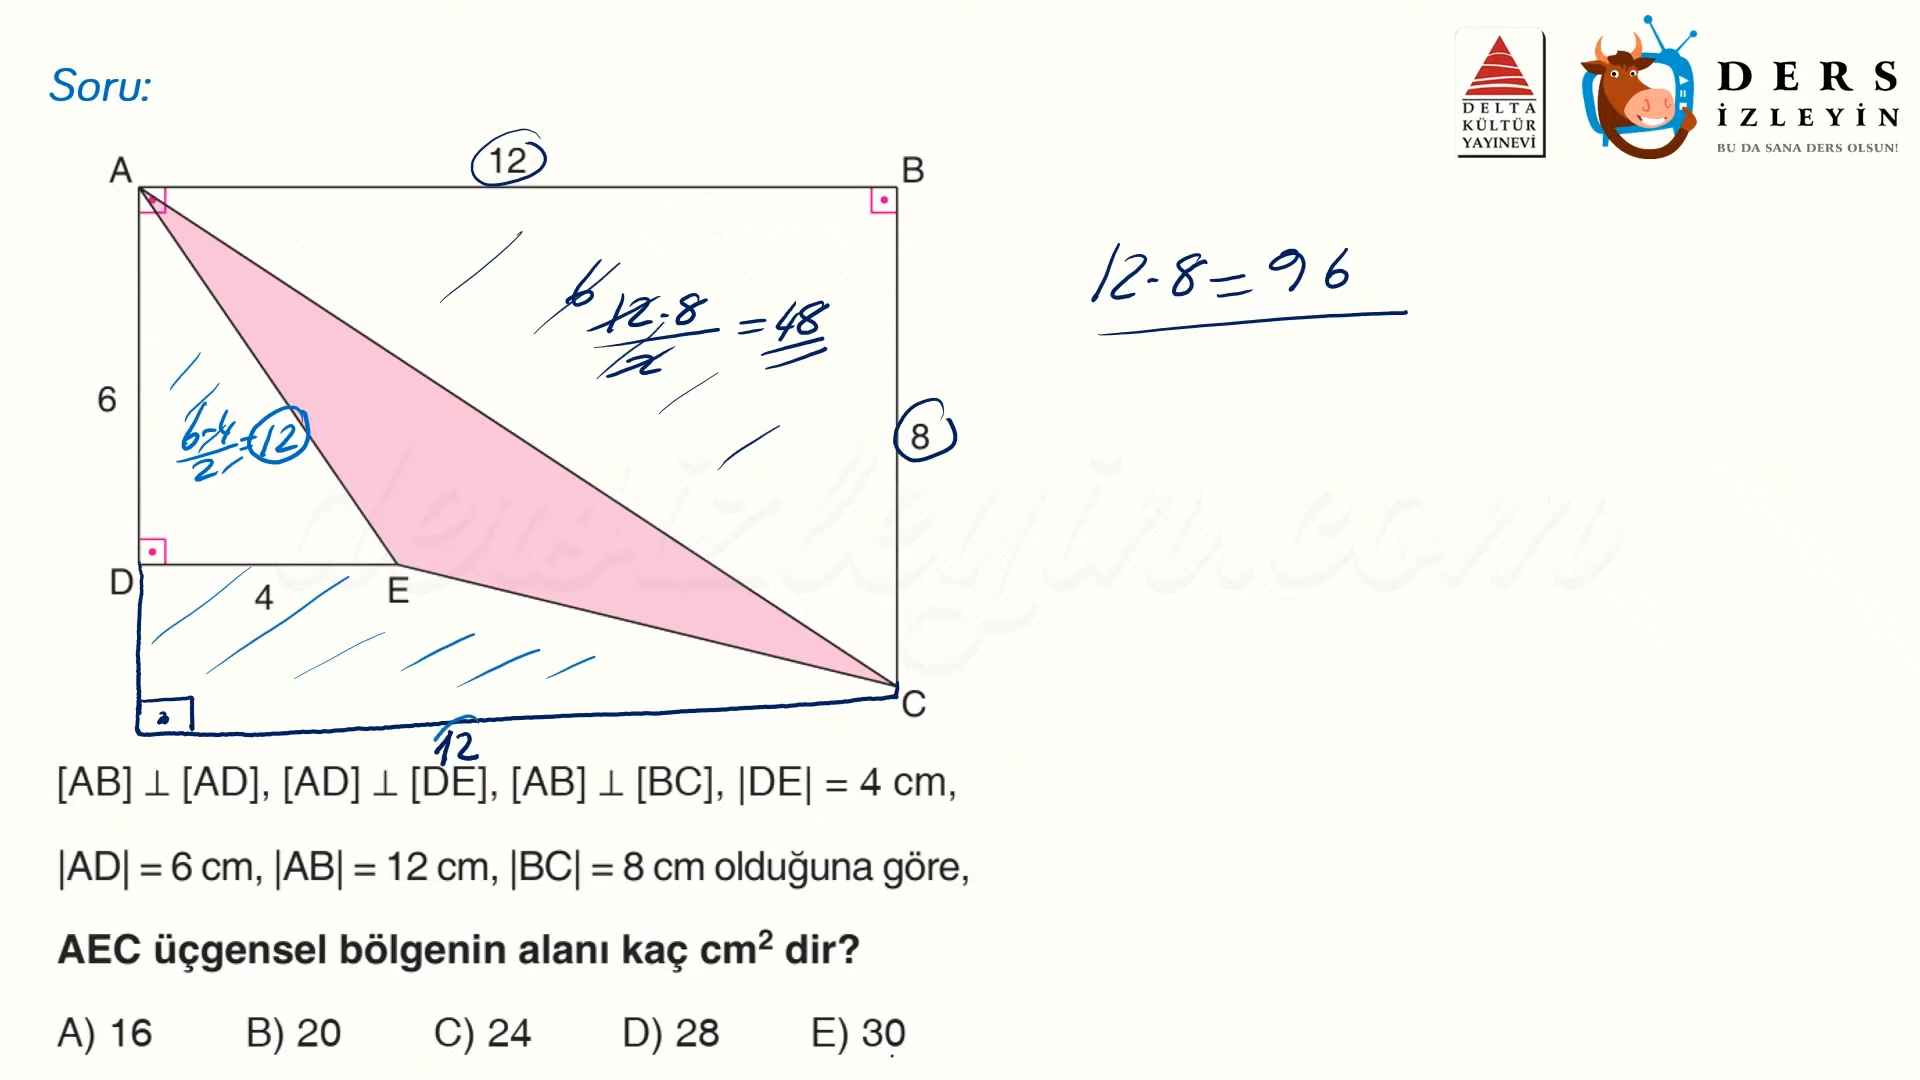 Soru:
DELTA
KÜLTÜR
YAYINEVİ
DERS
İZLEYİN
BU DA SANA DERS OLSUN!
A
12
B
6
12.8
= 48
2
12.8=96
6
6.4
= 12
2
8
D
4
E
C
12
dersizleyin.com
[AB] ⊥ [AD], [AD] ⊥ [DE], [AB] ⊥ [BC], |DE| = 4 cm,
|AD| = 6 cm, |AB| = 12 cm, |BC| = 8 cm olduğuna göre,
AEC üçgensel bölgenin alanı kaç cm² dir?
A) 16 B) 20 C) 24 D) 28 E) 30